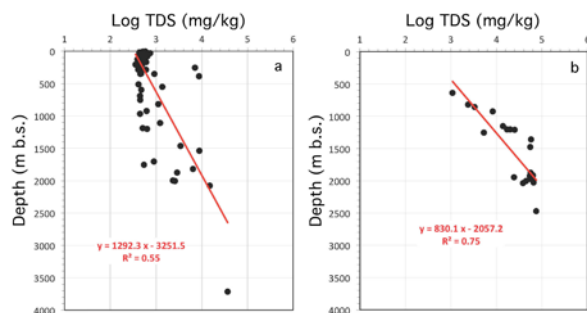 Log TDS (mg/kg)
1 2 3 4 5 6
a
Depth (m b.s.)
0
500
1000
1500
2000
2500
3000
3500
4000
y = 1292.3 x - 3251.5
R² = 0.55
Log TDS (mg/kg)
1 2 3 4 5 6
b
Depth (m b.s.)
0
500
1000
1500
2000
2500
3000
3500
4000
y = 830.1 x - 2057.2
R² = 0.75